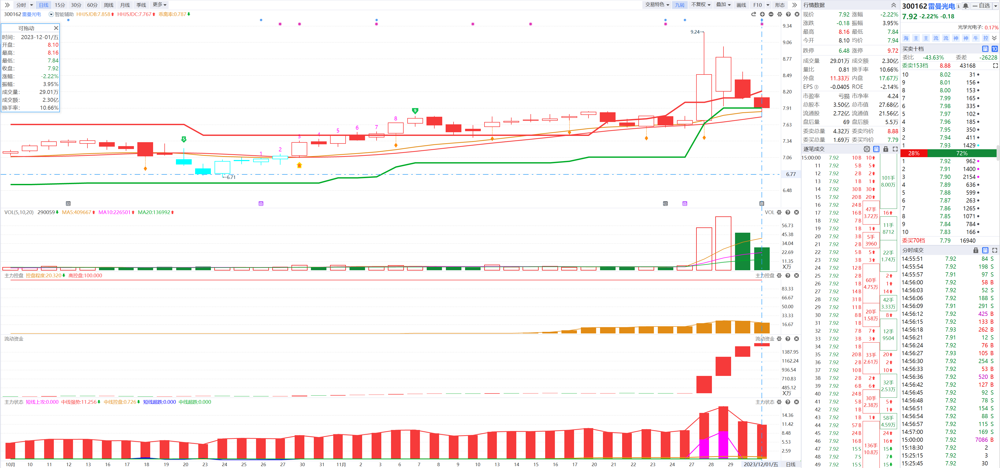 分时 日线 15分 30分 60分 周线 月线 季线 更多 交易特色 九转 不复权 叠加 画线 F10 形态
300162 雷曼光电 智能辅助 HHJSJDB:7.858 HHJSJDC:7.767 乖离率:0.787
可拖动
时间: 2023-12-01/五
开盘: 8.10
最高: 8.16
最低: 7.84
收盘: 7.92
涨幅: -2.22%
振幅: 3.95%
成交量: 29.01万
成交额: 2.30亿
换手率: 10.66%
9.24→
←6.71
S
1
2
3
4
5
6
7
8
9
B
9.34
9.06
8.77
8.49
8.20
7.91
7.63
7.34
7.06
6.77
6.48
VOL(5,10,20) 290059 MA5:409667 MA10:226501 MA20:136992 VOL
56.73
45.38
34.04
22.69
11.35
X万
主力控盘 控盘程度:20.320 高控盘:100.000 主力控盘
83.33
66.67
50.00
33.33
16.67
流动资金 流动资金
1387.95
1162.24
936.54
710.83
485.12
X万
主力状态 短线上攻:0.000 中线强势:11.256 中线控盘:0.726 短线超跌:0.000 中线超跌:0.000 主力状态
14.36
11.42
8.48
5.53
2.59
10月 10 11 12 13 16 17 18 19 20 23 24 25 26 27 30 31 11月 2 3 6 7 8 9 10 13 14 15 16 17 20 21 22 23 24 27 28 29 2023/12/01/五 日线
行情数据
现价 7.92 涨幅 -2.22%
涨跌 -0.18 振幅 3.95%
最高 8.16 最低 7.84
今开 8.10 均价 7.94
跌停 6.48 涨停 9.72
成交量 29.01万 成交额 2.30亿
量比 0.81 换手率 10.66%
外盘 11.33万 内盘 17.67万
EPS③ -0.0405 ROE -2.14%
市盈率 亏损 市净率 4.24
总股本 3.50亿 总市值 27.68亿
流通股 2.72亿 流通值 21.56亿
盘后量 69 盘后额 5.5万
委卖总量 4.32万 委卖均价 8.88
委买总量 1.69万 委买均价 7.79
逐笔成交
15:00:00 7.92 10 B 10
11 7.92 5 B 5
12 7.92 2 B 2
13 7.92 1 B 1
14 7.92 30 B 30
15 7.92 20 B 20
16 7.92 24 B
17 7.92 16 B 16
18 7.92 7 B
19 7.92 1 B 1
20 7.92 3 B
21 7.92 2 B
22 7.92 5 B 5
23 7.92 3 B 3
24 7.92 12 B
25 7.92 2 B 2
26 7.92 1 B 1
27 7.92 14 B 14
28 7.92 31 B
29 7.92 11 B
30 7.92 8 B 8
31 7.92 1 B
32 7.92 7 B 7
33 7.92 3 B 3
34 7.92 1 B
35 7.92 20 B 20
36 7.92 2 B 2
37 7.92 10 B 10
38 7.92 2 B 2
39 7.92 6 B 6
40 7.92 24 B
41 7.92 5 B 5
42 7.92 1 B 1
43 7.92 1 B 1
44 7.92 57 B
45 7.92 24 B 24
46 7.92 16 B 16
47 7.92 15 S 15
48 7.92 7 S 7
49 7.92 15 S 15
47手
3.72万
5手
3960
60手
4.75万
20手
1.58万
33手
2.61万
30手
2.38万
136手
10.8万
101手
8.00万
11手
8712
22手
1.74万
42手
3.33万
12手
9504
32手
2.53万
58手
4.59万
300162 雷曼光电 自选
7.92 -2.22% -0.18
光学光电子: 0.17%
海 主 主 流 流 神 神 牛 控
买卖十档 10
委比 -43.63% 委差 -26228
委卖153档 8.88 43168
10 8.02 31
9 8.01 156
8 8.00 153
7 7.99 165
6 7.98 335
5 7.97 102
4 7.96 185
3 7.95 350
2 7.94 411
1 7.93 1429
28% 72%
1 7.92 962
2 7.91 1400
3 7.90 2154
4 7.89 636
5 7.88 599
6 7.87 263
7 7.86 1265
8 7.85 1071
9 7.84 784
10 7.83 166
委买70档 7.79 16940
分时成交
14:55:51 7.92 84 S
14:55:54 7.92 198 S
14:55:57 7.91 97 S
14:56:00 7.92 58 B
14:56:03 7.92 52 S
14:56:06 7.92 188 S
14:56:09 7.91 291 S
14:56:12 7.92 425 B
14:56:15 7.92 133 B
14:56:18 7.93 262 B
14:56:21 7.91 12 S
14:56:24 7.92 76 B
14:56:27 7.93 105 B
14:56:30 7.92 254 S
14:56:33 7.92 53 B
14:56:36 7.92 520 B
14:56:42 7.92 127 B
14:56:45 7.92 92 S
14:56:48 7.92 78 S
14:56:51 7.92 154 S
14:56:54 7.92 88 S
14:56:57 7.92 115 S
14:57:00 7.92 169 S
15:00:00 7.92 7086 B
15:18:30 7.92 2
15:25:15 7.92 3
15:25:45 7.92 30